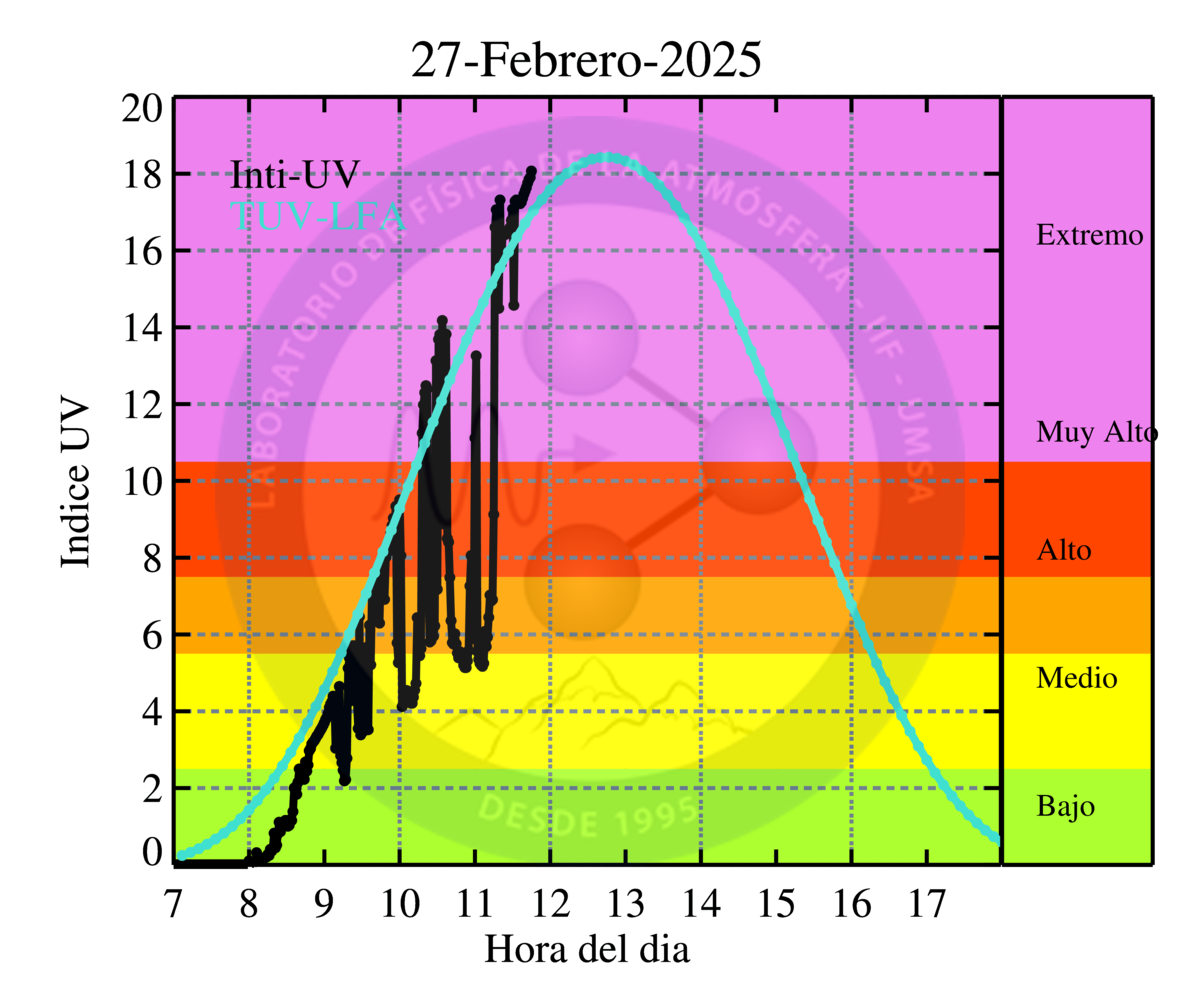 27-Febrero-2025
Inti-UV
TUV-LFA
LABORATORIO DE FÍSICA DE LA ATMÓSFERA - IIF - UMSA
DESDE 1995
Indice UV
20
18
16
14
12
10
8
6
4
2
0
Extremo
Muy Alto
Alto
Medio
Bajo
7 8 9 10 11 12 13 14 15 16 17
Hora del dia